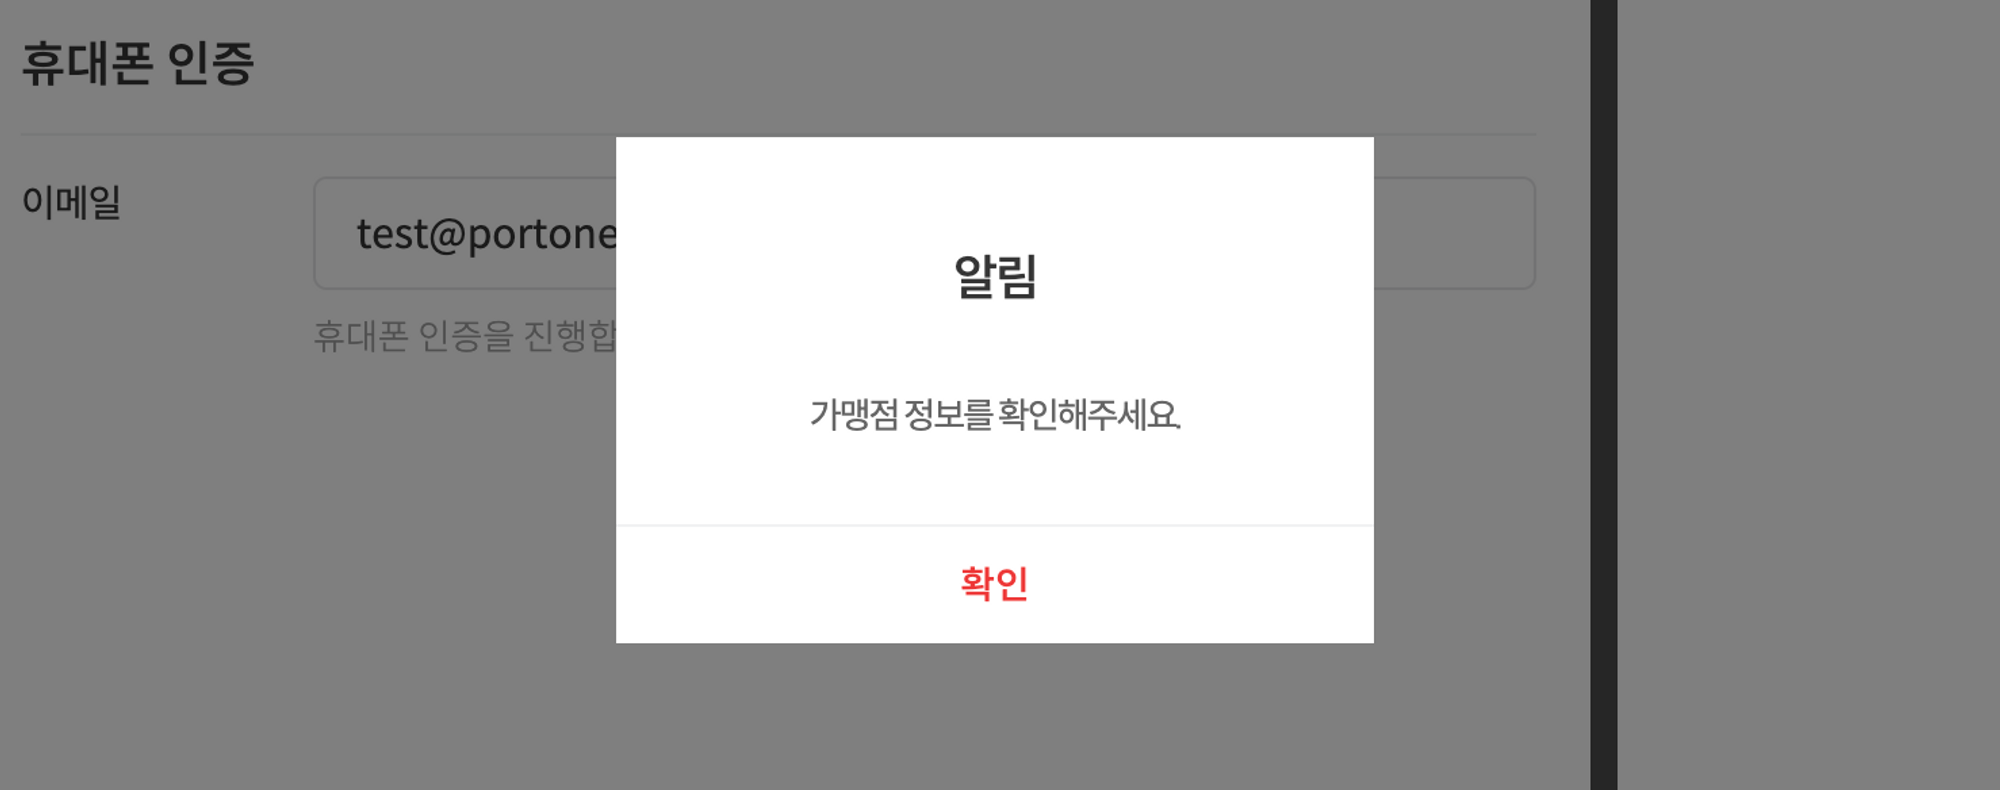 휴대폰 인증
이메일
test@portone
휴대폰 인증을 진행합
알림
가맹점 정보를 확인해주세요.
확인